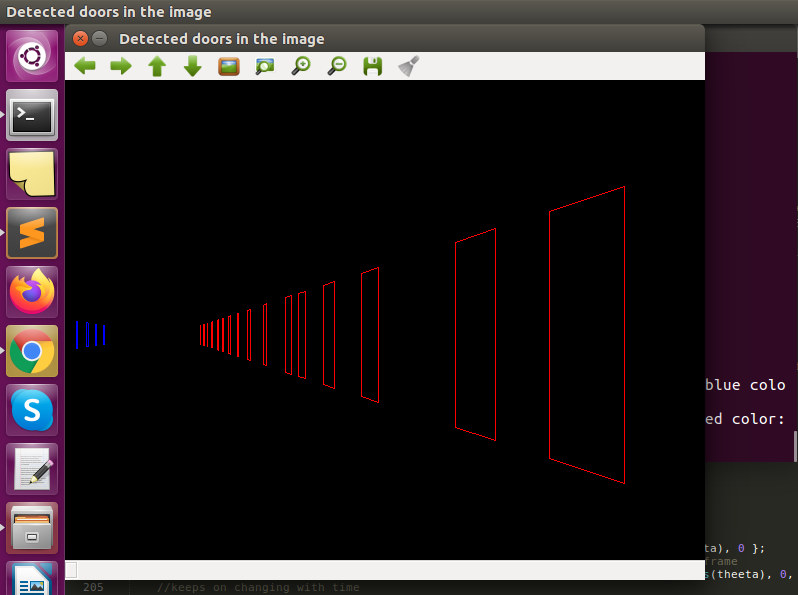 Detected doors in the image
Detected doors in the image
blue colo
ed color:
ta), 0 };
frame
s(theeta), 0,
205 //keeps on changing with time